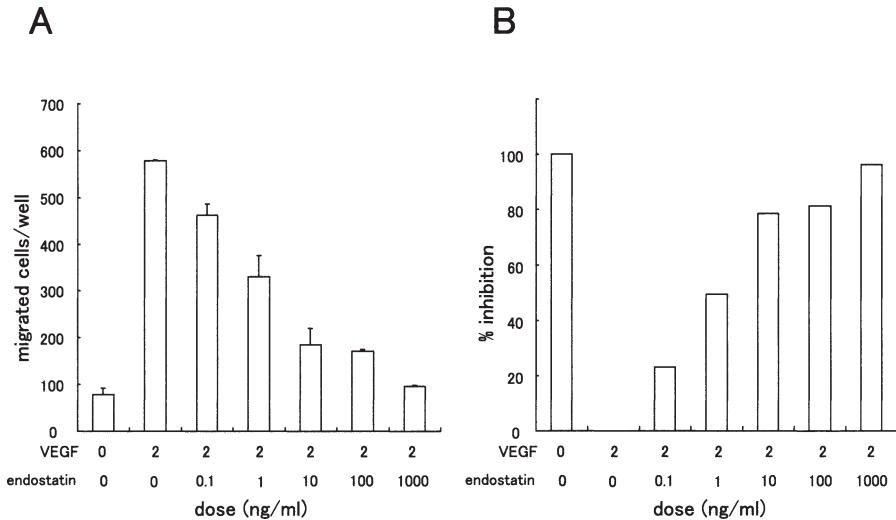 A
700
600
500
400
300
200
100
0
migrated cells/well
VEGF 0 2 2 2 2 2 2
endostatin 0 0 0.1 1 10 100 1000
dose (ng/ml)
B
100
80
60
40
20
0
% inhibition
0 2 2 2 2 2 2
0 0 0.1 1 10 100 1000
dose (ng/ml)